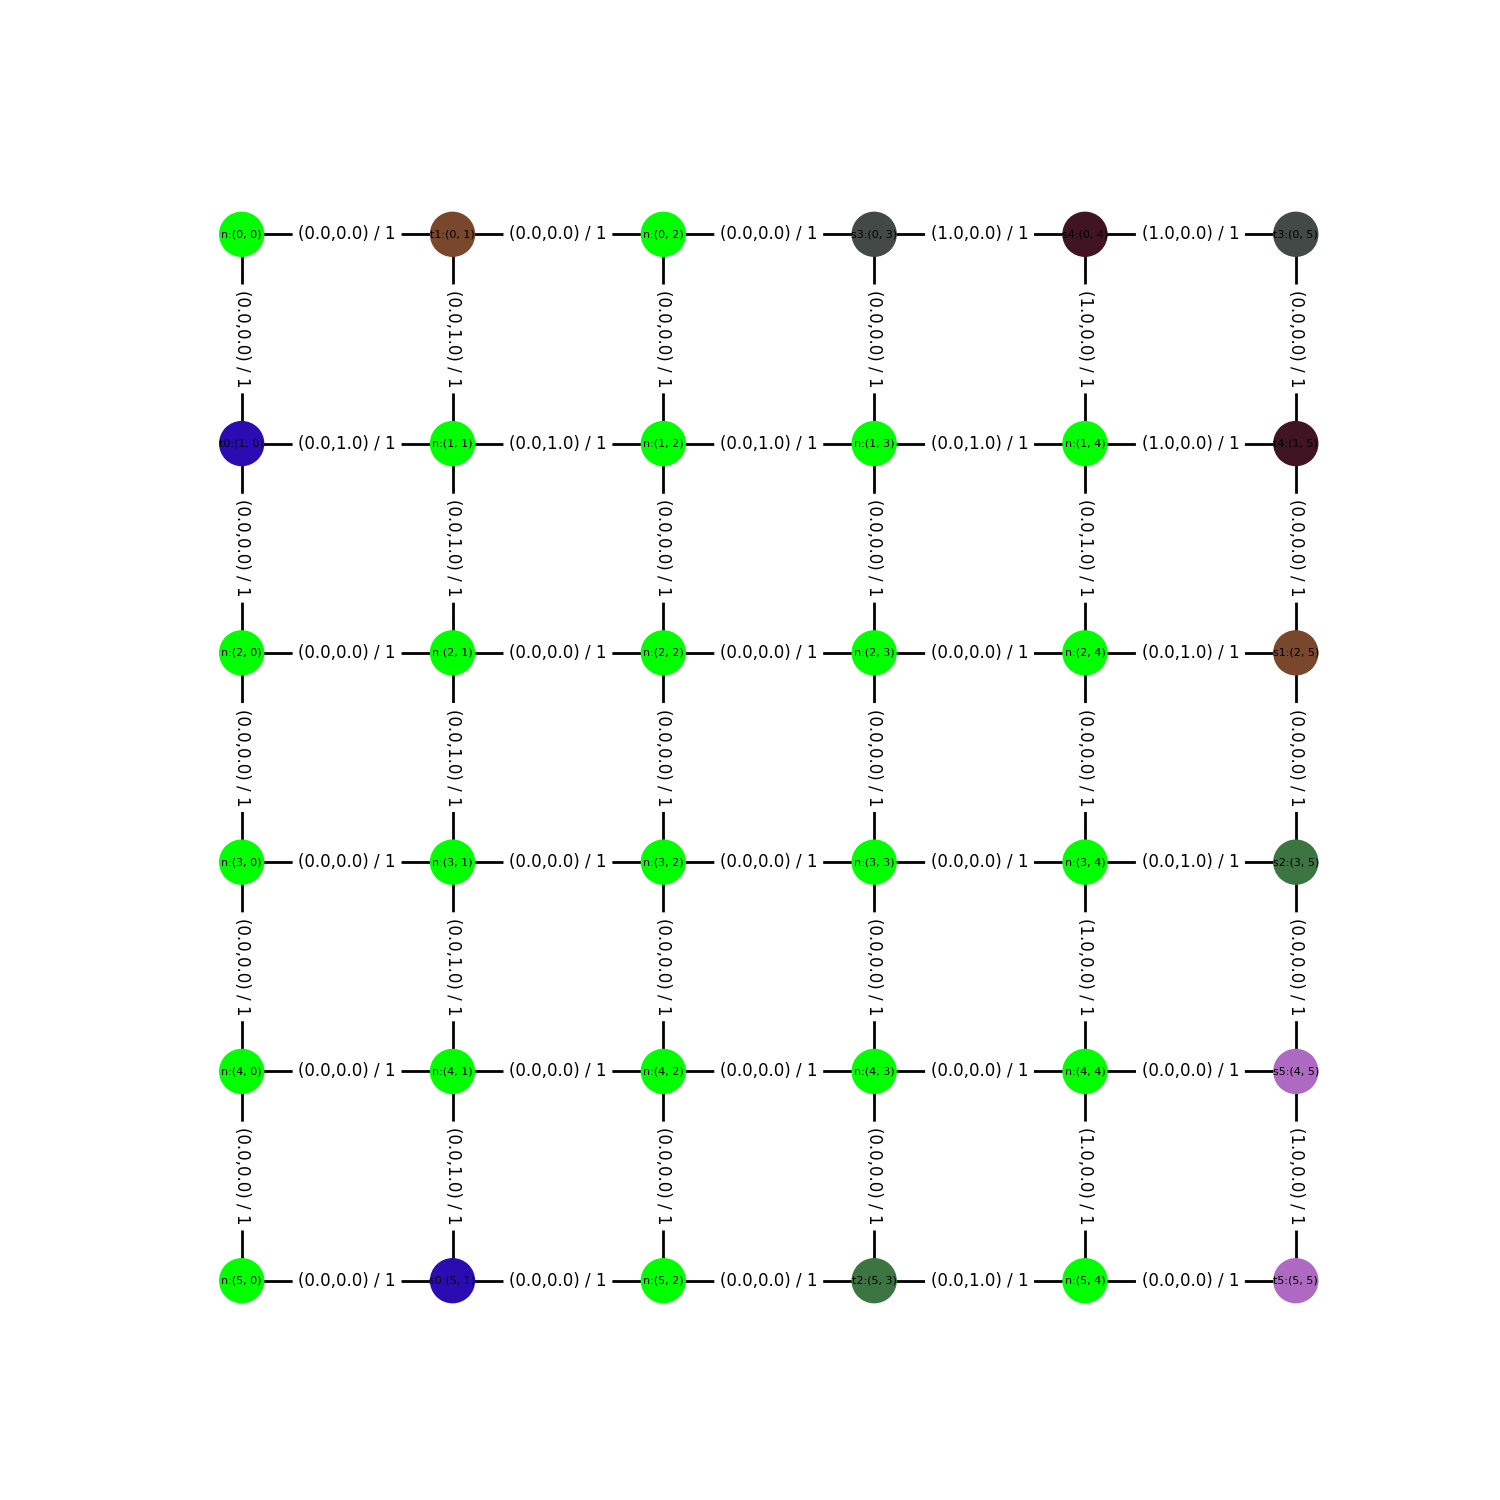 n:(0, 0) (0.0,0.0) / 1 t1:(0, 1) (0.0,0.0) / 1 n:(0, 2) (0.0,0.0) / 1 s3:(0, 3) (1.0,0.0) / 1 s4:(0, 4) (1.0,0.0) / 1 t3:(0, 5)
(0.0,0.0) / 1 (0.0,1.0) / 1 (0.0,0.0) / 1 (0.0,0.0) / 1 (1.0,0.0) / 1 (0.0,0.0) / 1
t0:(1, 0) (0.0,1.0) / 1 n:(1, 1) (0.0,1.0) / 1 n:(1, 2) (0.0,1.0) / 1 n:(1, 3) (0.0,1.0) / 1 n:(1, 4) (1.0,0.0) / 1 t4:(1, 5)
(0.0,0.0) / 1 (0.0,1.0) / 1 (0.0,0.0) / 1 (0.0,0.0) / 1 (0.0,1.0) / 1 (0.0,0.0) / 1
n:(2, 0) (0.0,0.0) / 1 n:(2, 1) (0.0,0.0) / 1 n:(2, 2) (0.0,0.0) / 1 n:(2, 3) (0.0,0.0) / 1 n:(2, 4) (0.0,1.0) / 1 s1:(2, 5)
(0.0,0.0) / 1 (0.0,1.0) / 1 (0.0,0.0) / 1 (0.0,0.0) / 1 (0.0,0.0) / 1 (0.0,0.0) / 1
n:(3, 0) (0.0,0.0) / 1 n:(3, 1) (0.0,0.0) / 1 n:(3, 2) (0.0,0.0) / 1 n:(3, 3) (0.0,0.0) / 1 n:(3, 4) (0.0,1.0) / 1 s2:(3, 5)
(0.0,0.0) / 1 (0.0,1.0) / 1 (0.0,0.0) / 1 (0.0,0.0) / 1 (1.0,0.0) / 1 (0.0,0.0) / 1
n:(4, 0) (0.0,0.0) / 1 n:(4, 1) (0.0,0.0) / 1 n:(4, 2) (0.0,0.0) / 1 n:(4, 3) (0.0,0.0) / 1 n:(4, 4) (0.0,0.0) / 1 s5:(4, 5)
(0.0,0.0) / 1 (0.0,1.0) / 1 (0.0,0.0) / 1 (0.0,0.0) / 1 (1.0,0.0) / 1 (1.0,0.0) / 1
n:(5, 0) (0.0,0.0) / 1 s0:(5, 1) (0.0,0.0) / 1 n:(5, 2) (0.0,0.0) / 1 t2:(5, 3) (0.0,1.0) / 1 n:(5, 4) (0.0,0.0) / 1 t5:(5, 5)